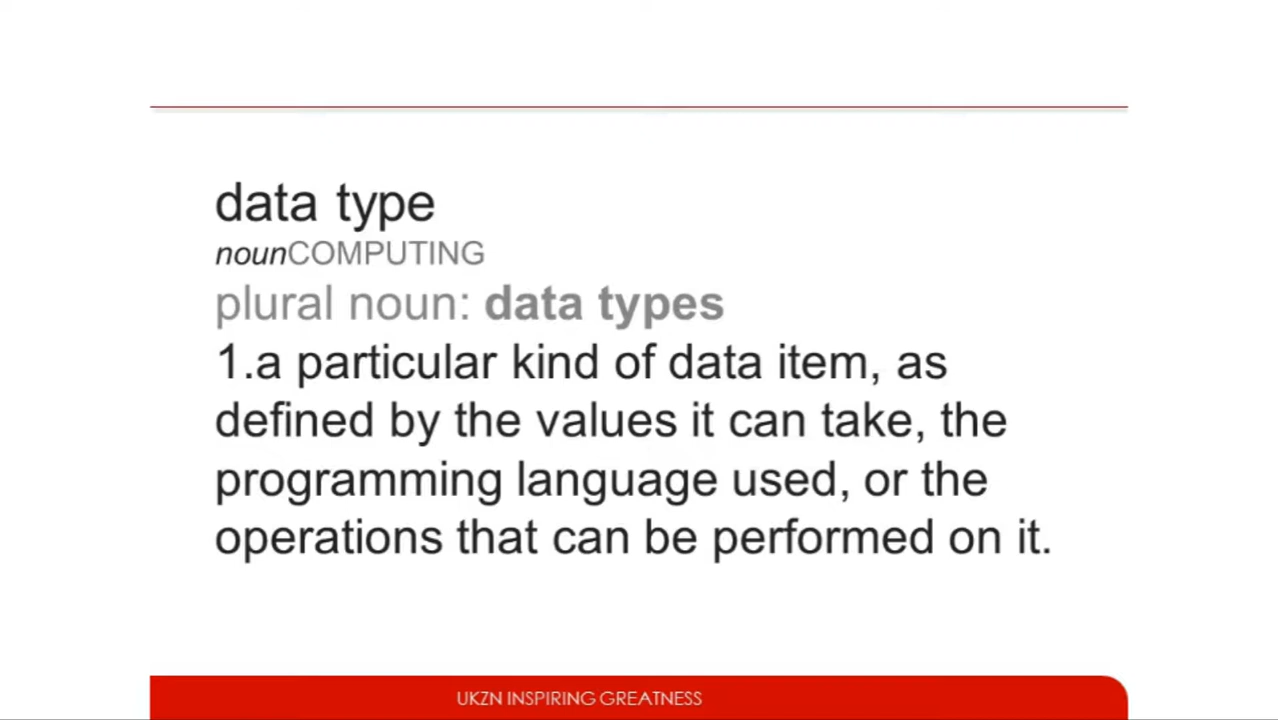 data type
nounCOMPUTING
plural noun: data types
1.a particular kind of data item, as
defined by the values it can take, the
programming language used, or the
operations that can be performed on it.
UKZN INSPIRING GREATNESS